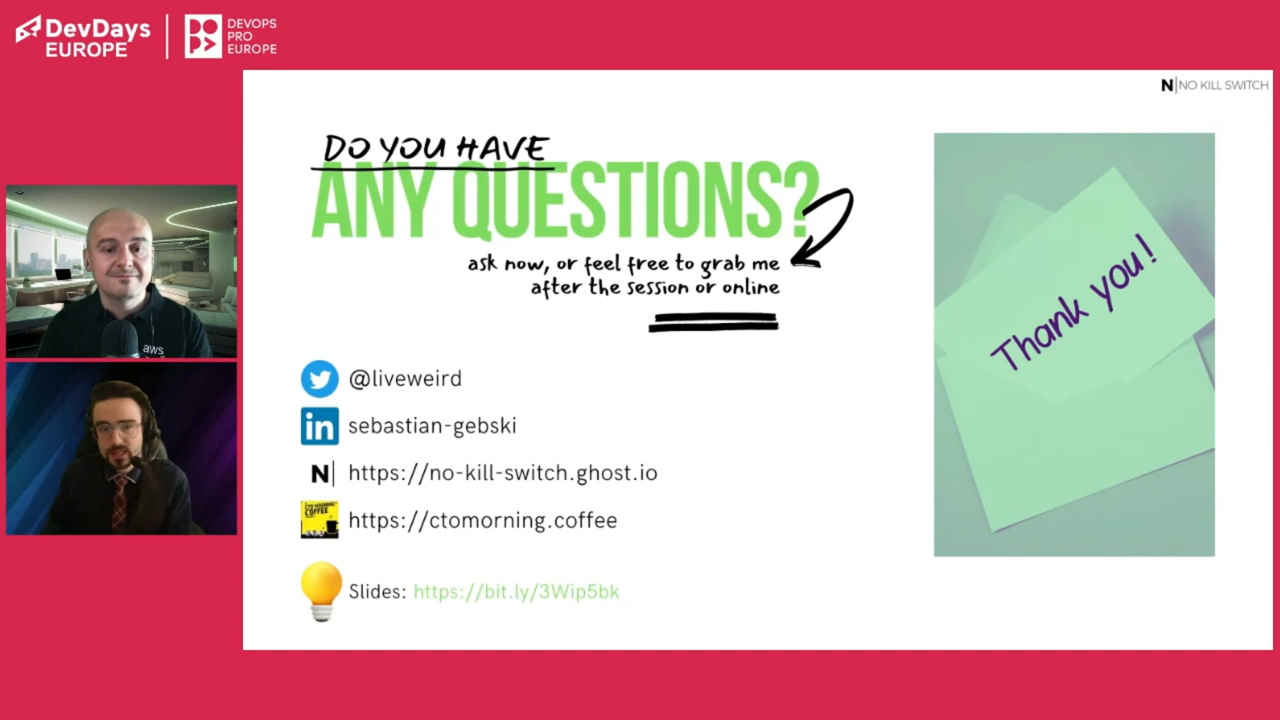 DevDays
EUROPE
DEVOPS
PRO
EUROPE
N|NO KILL SWITCH
DO YOU HAVE
ANY QUESTIONS?
ask now, or feel free to grab me
after the session or online
Thank you!
aws
@liveweird
in sebastian-gebski
N| https://no-kill-switch.ghost.io
COFFEE
https://ctomorning.coffee
Slides: https://bit.ly/3Wip5bk